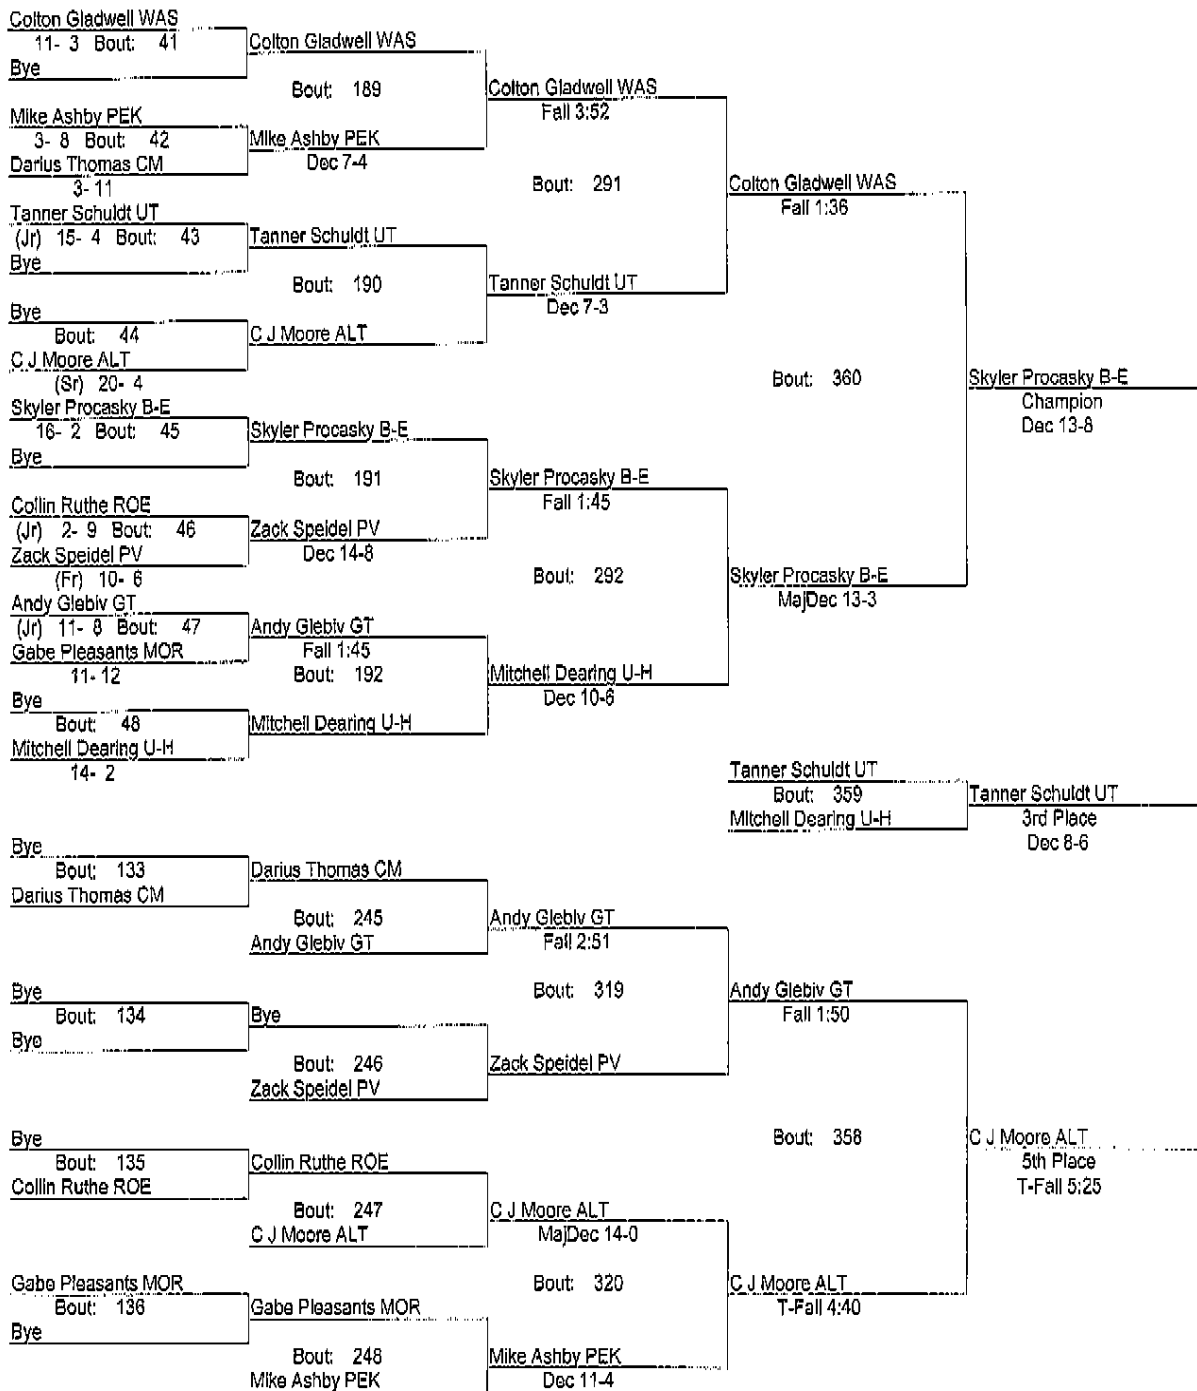 Colton Gladwell WAS
11- 3 Bout: 41
Bye
Colton Gladwell WAS
Bout: 189
Mike Ashby PEK
3- 8 Bout: 42
Darius Thomas CM
3- 11
Mike Ashby PEK
Dec 7-4
Colton Gladwell WAS
Fall 3:52
Bout: 291
Tanner Schuldt UT
(Jr) 15- 4 Bout: 43
Bye
Tanner Schuldt UT
Bout: 190
Bye
Bout: 44
C J Moore ALT
(Sr) 20- 4
C J Moore ALT
Tanner Schuldt UT
Dec 7-3
Colton Gladwell WAS
Fall 1:36
Bout: 360
Skyler Procasky B-E
Champion
Dec 13-8
Skyler Procasky B-E
16- 2 Bout: 45
Bye
Skyler Procasky B-E
Bout: 191
Collin Ruthe ROE
(Jr) 2- 9 Bout: 46
Zack Speidel PV
(Fr) 10- 6
Zack Speidel PV
Dec 14-8
Skyler Procasky B-E
Fall 1:45
Bout: 292
Andy Glebiv GT
(Jr) 11- 8 Bout: 47
Gabe Pleasants MOR
11- 12
Andy Glebiv GT
Fall 1:45
Bout: 192
Bye
Bout: 48
Mitchell Dearing U-H
14- 2
Mitchell Dearing U-H
Mitchell Dearing U-H
Dec 10-6
Skyler Procasky B-E
MajDec 13-3
Tanner Schuldt UT
Bout: 359
Mitchell Dearing U-H
Tanner Schuldt UT
3rd Place
Dec 8-6
Bye
Bout: 133
Darius Thomas CM
Darius Thomas CM
Bout: 245
Andy Glebiv GT
Andy Glebiv GT
Fall 2:51
Bout: 319
Bye
Bout: 134
Bye
Bye
Bout: 246
Zack Speidel PV
Zack Speidel PV
Andy Glebiv GT
Fall 1:50
Bout: 358
C J Moore ALT
5th Place
T-Fall 5:25
Bye
Bout: 135
Collin Ruthe ROE
Collin Ruthe ROE
Bout: 247
C J Moore ALT
C J Moore ALT
MajDec 14-0
Bout: 320
C J Moore ALT
T-Fall 4:40
Gabe Pleasants MOR
Bout: 136
Bye
Gabe Pleasants MOR
Bout: 248
Mike Ashby PEK
Mike Ashby PEK
Dec 11-4